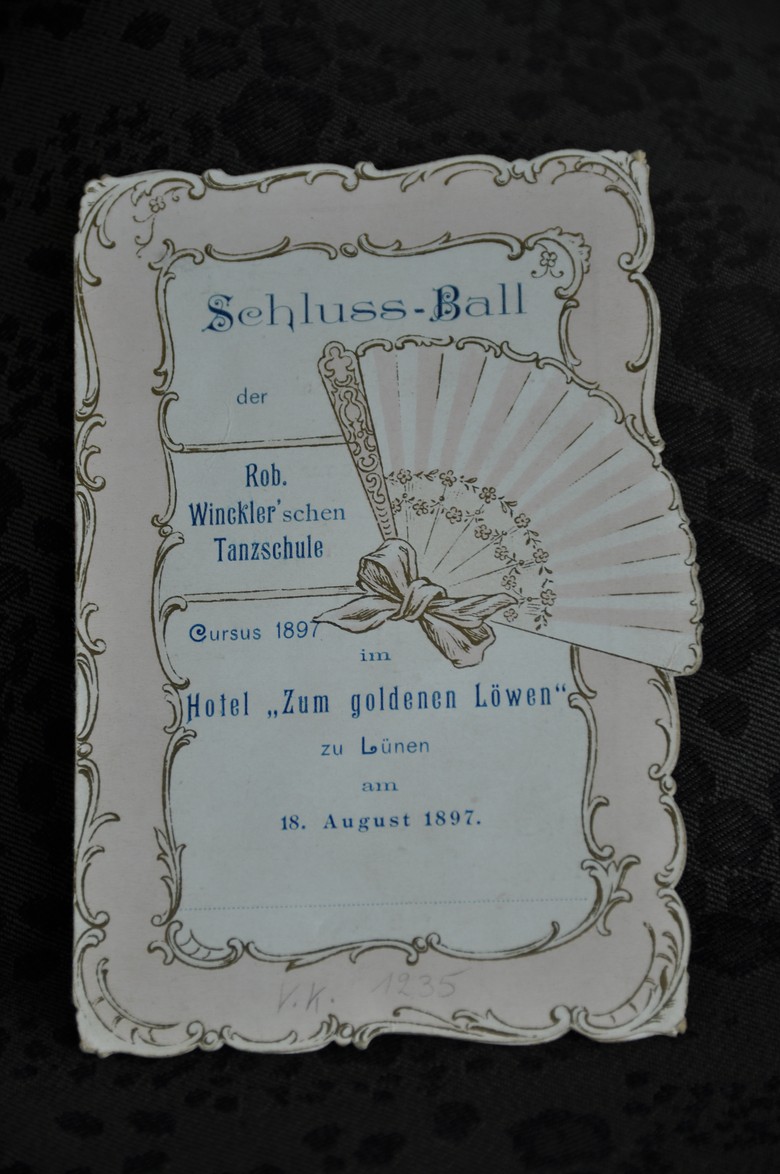 Schluss-Ball
der
Rob.
Winckler'schen
Tanzschule
Cursus 1897
im
Hotel „Zum goldenen Löwen“
zu Lünen
am
18. August 1897.
V.K. 1235